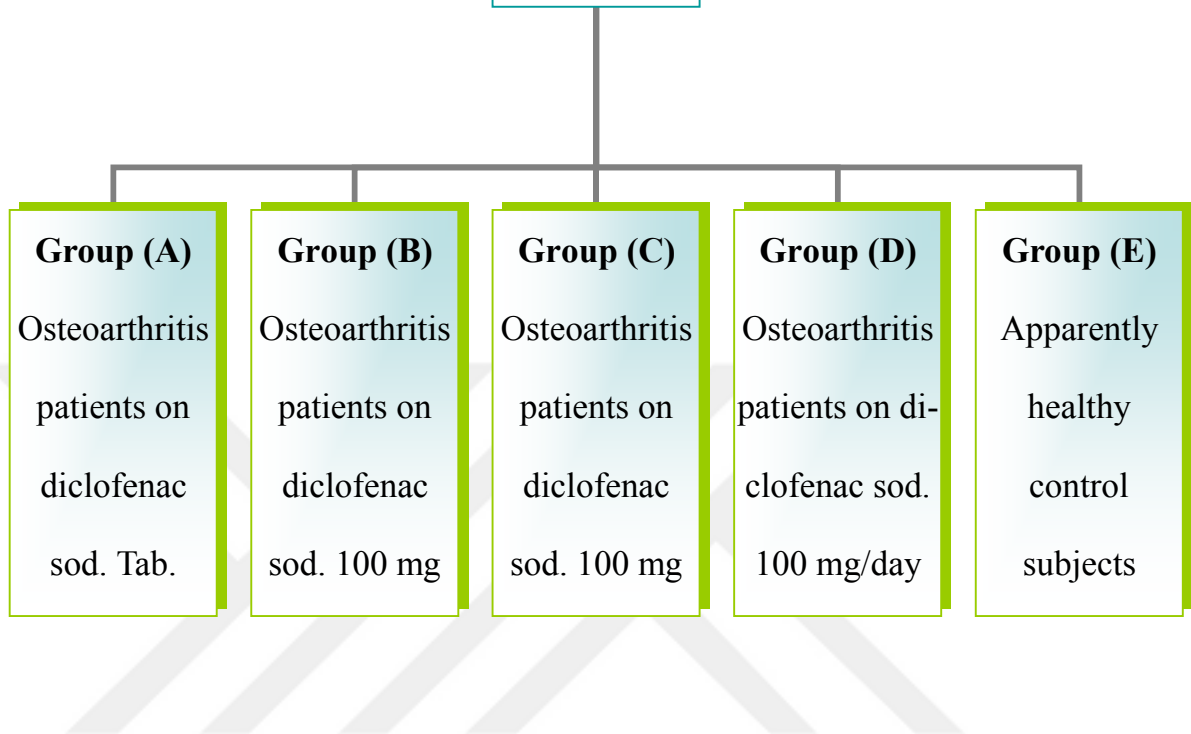 Group (A)
Osteoarthritis
patients on
diclofenac
sod. Tab.
Group (B)
Osteoarthritis
patients on
diclofenac
sod. 100 mg
Group (C)
Osteoarthritis
patients on
diclofenac
sod. 100 mg
Group (D)
Osteoarthritis
patients on di-
clofenac sod.
100 mg/day
Group (E)
Apparently
healthy
control
subjects